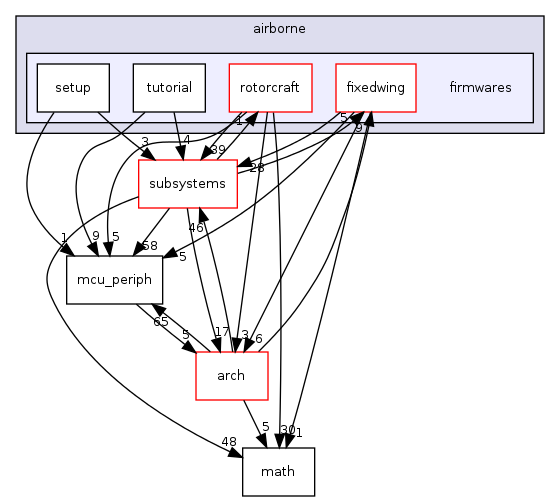 airborne
setup
tutorial
rotorcraft
fixedwing
firmwares
1
5
9
3
4
39
28
subsystems
46
1
9
5
58
5
mcu_periph
65
5
17
3
6
arch
48
5
30
1
math